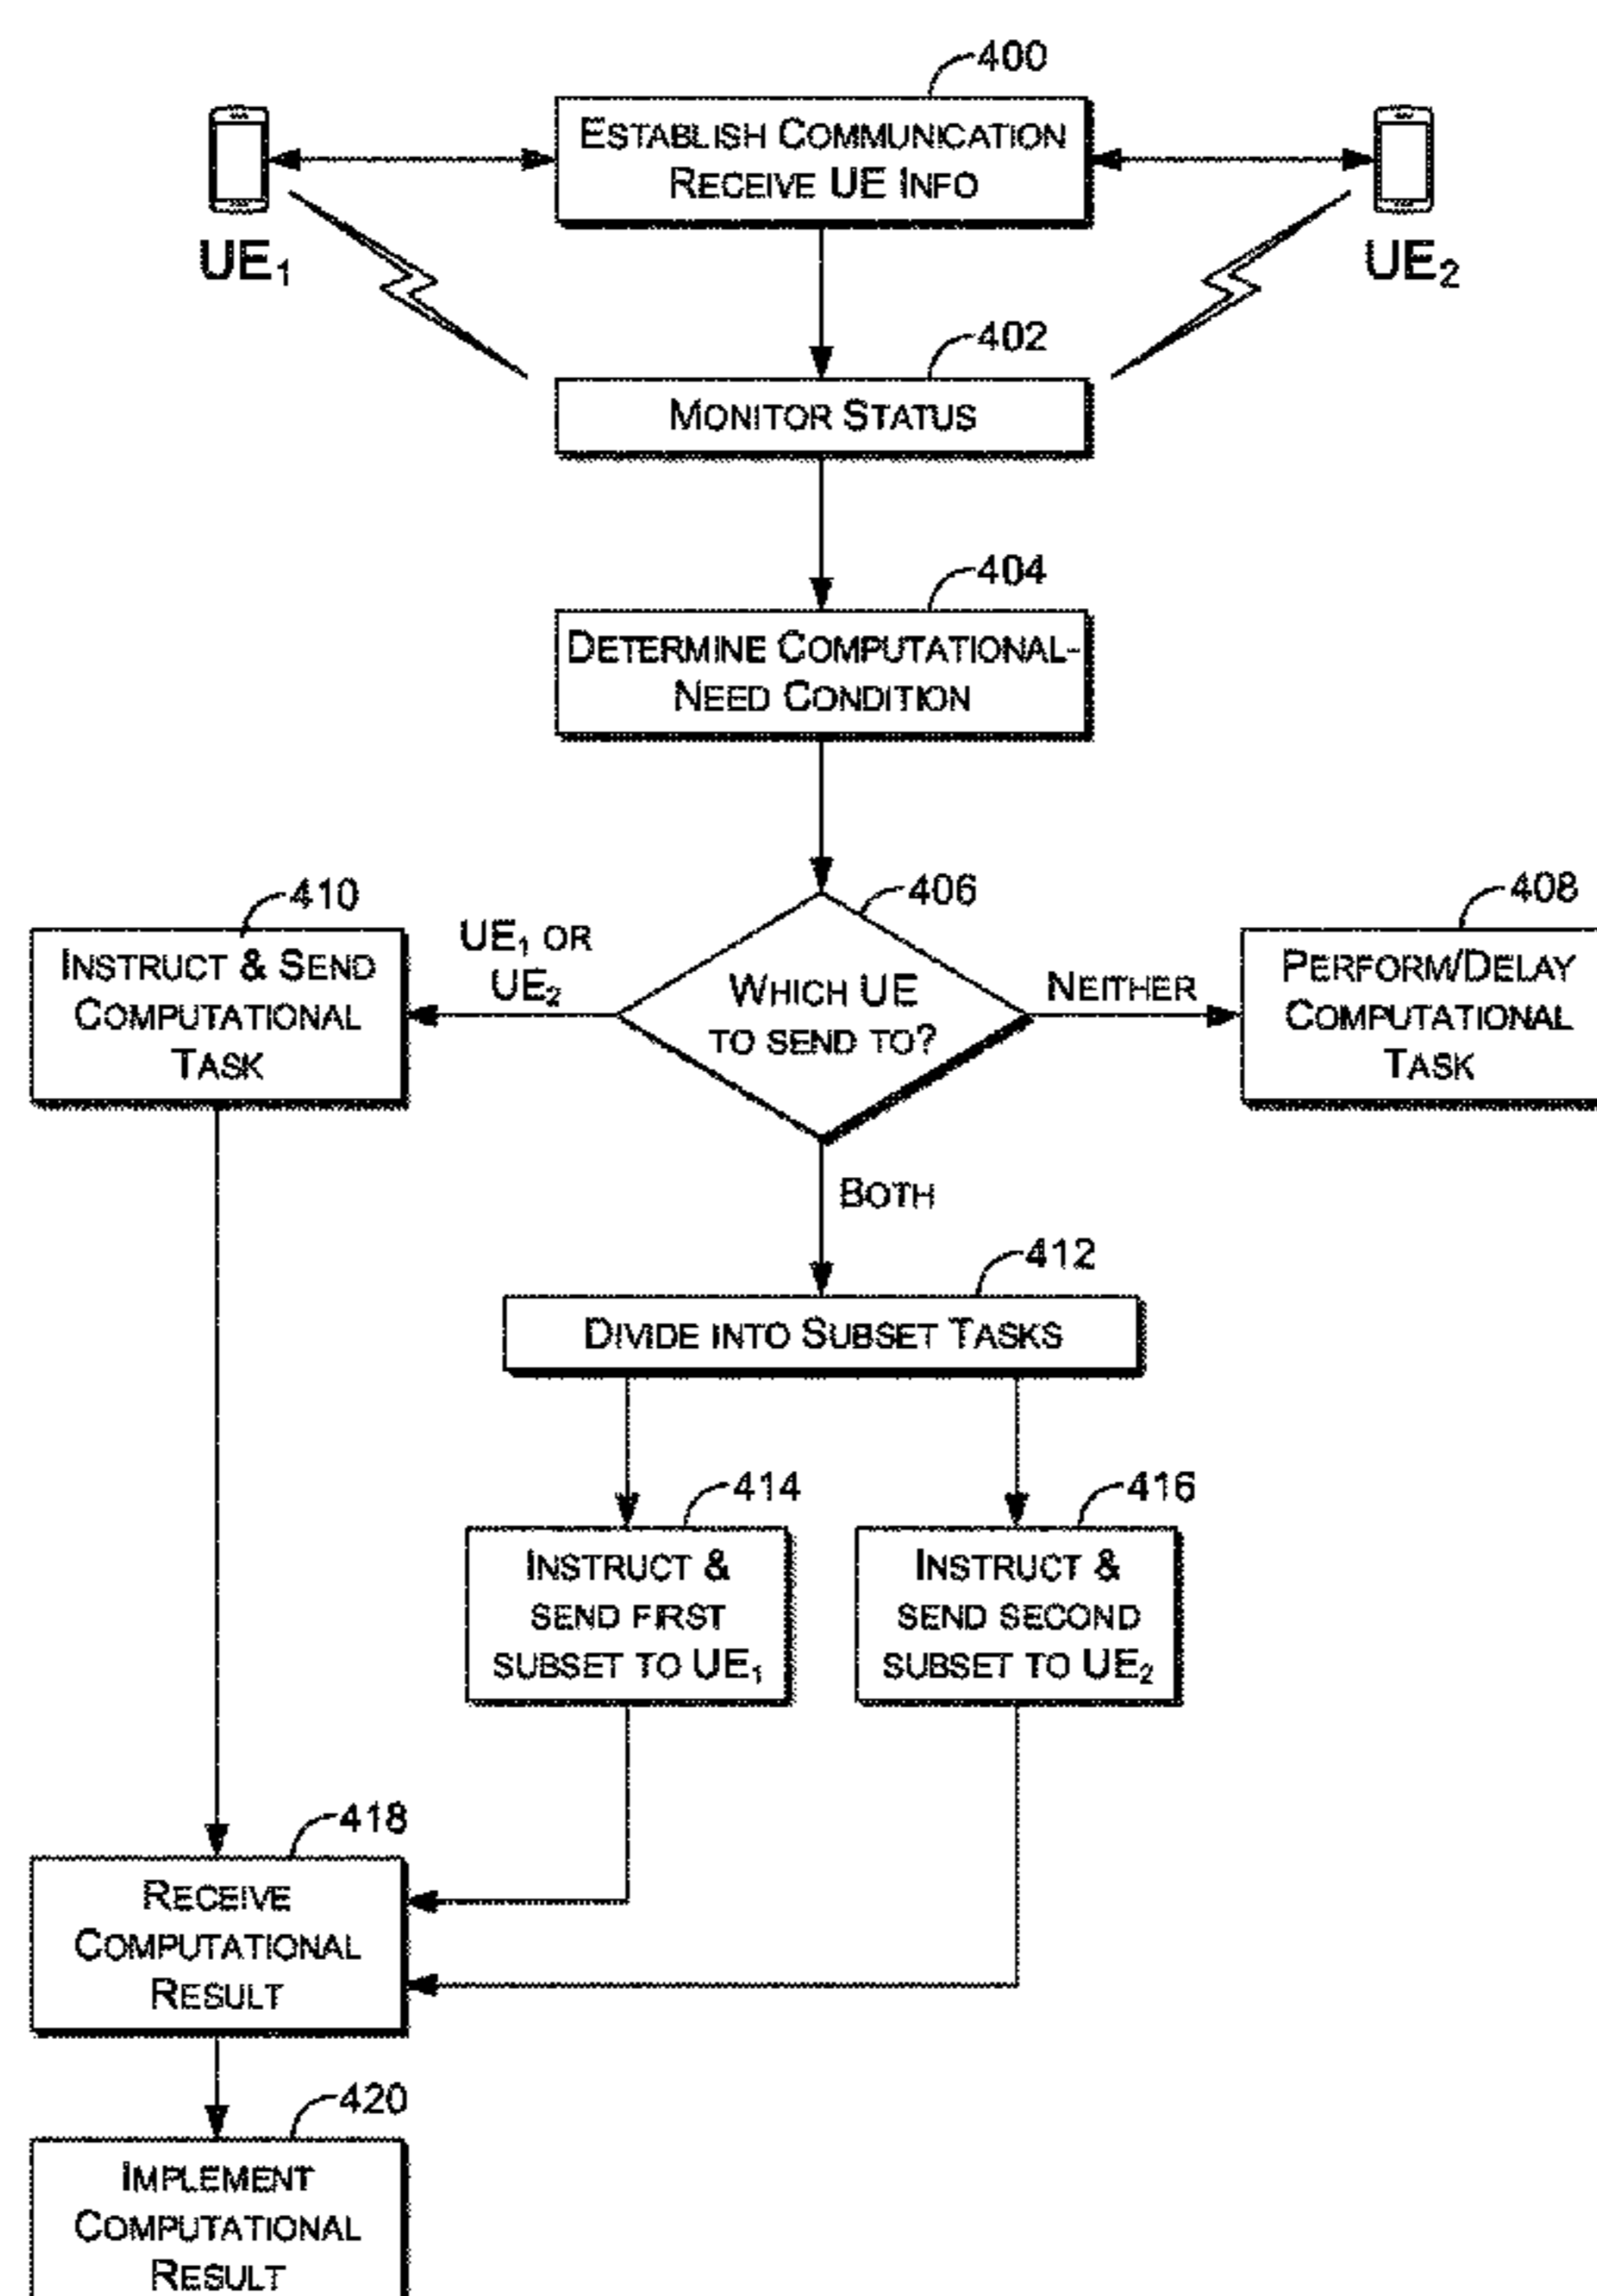 400
ESTABLISH COMMUNICATION
RECEIVE UE INFO
UE₁
UE₂
402
MONITOR STATUS
404
DETERMINE COMPUTATIONAL-
NEED CONDITION
406
WHICH UE
TO SEND TO?
UE₁ OR
UE₂
NEITHER
BOTH
410
INSTRUCT & SEND
COMPUTATIONAL
TASK
408
PERFORM/DELAY
COMPUTATIONAL
TASK
412
DIVIDE INTO SUBSET TASKS
414
INSTRUCT &
SEND FIRST
SUBSET TO UE₁
416
INSTRUCT &
SEND SECOND
SUBSET TO UE₂
418
RECEIVE
COMPUTATIONAL
RESULT
420
IMPLEMENT
COMPUTATIONAL
RESULT